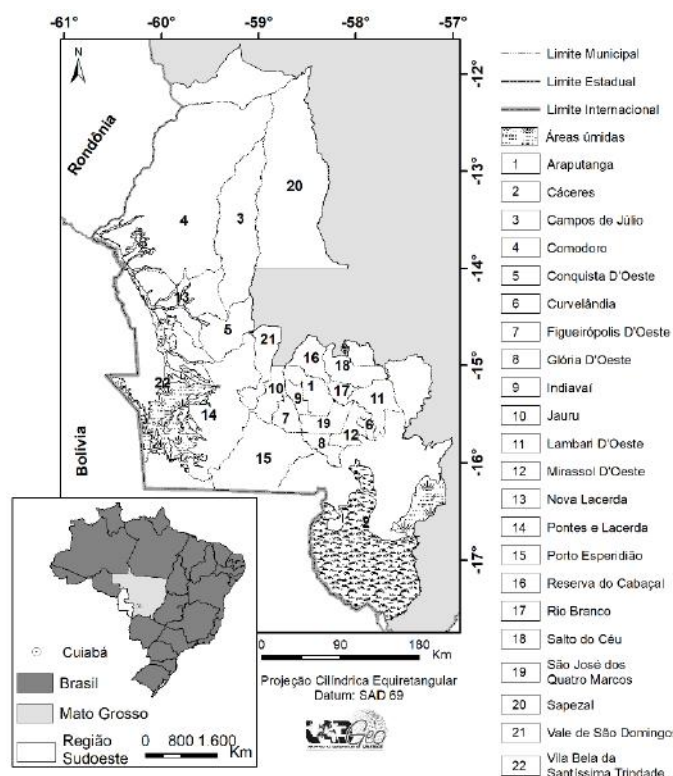 -61° -60° -59° -58° -57°
N
-12°
-13°
-14°
-15°
-16°
-17°
Rondônia
Bolívia
20
4
3
13
5
21
16
18
22
10
1
17
11
9
14
7
19
6
8
12
15
2
0 90 180
Km
Projeção Cilíndrica Equiretangular
Datum: SAD 69
Cuiabá
Brasil
Mato Grosso
Região
Sudoeste
0 800 1.600
Km
Limite Municipal
Limite Estadual
Limite Internacional
Áreas úmidas
1 Araputanga
2 Cáceres
3 Campos de Júlio
4 Comodoro
5 Conquista D'Oeste
6 Curvelândia
7 Figueirópolis D'Oeste
8 Glória D'Oeste
9 Indiavaí
10 Jauru
11 Lambari D'Oeste
12 Mirassol D'Oeste
13 Nova Lacerda
14 Pontes e Lacerda
15 Porto Esperidião
16 Reserva do Cabaçal
17 Rio Branco
18 Salto do Céu
19 São José dos
Quatro Marcos
20 Sapezal
21 Vale de São Domingos
22 Vila Bela da
Santíssima Trindade